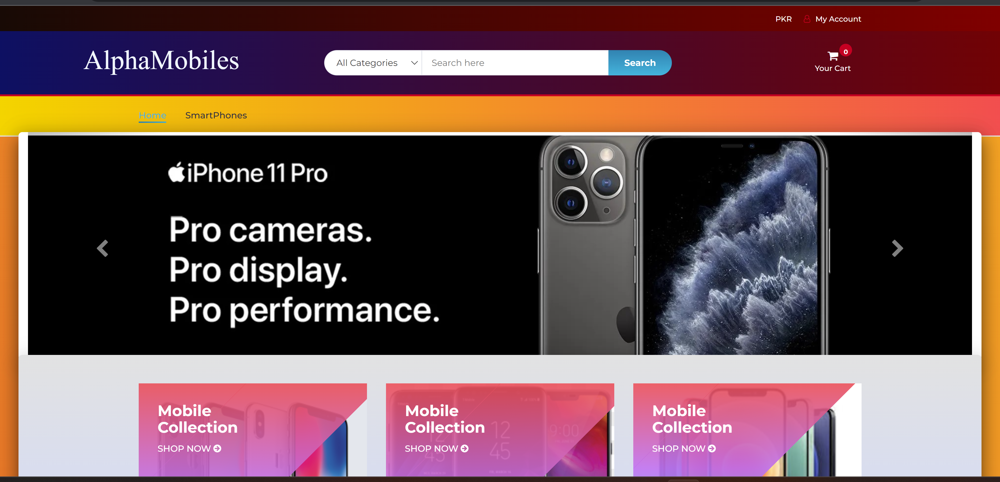 PKR My Account
AlphaMobiles
All Categories Search here Search
0
Your Cart
Home SmartPhones
iPhone 11 Pro
Pro cameras.
Pro display.
Pro performance.
Mobile
Collection
SHOP NOW
Mobile
Collection
SHOP NOW
12
45
12
45
9:00
Mobile
Collection
SHOP NOW